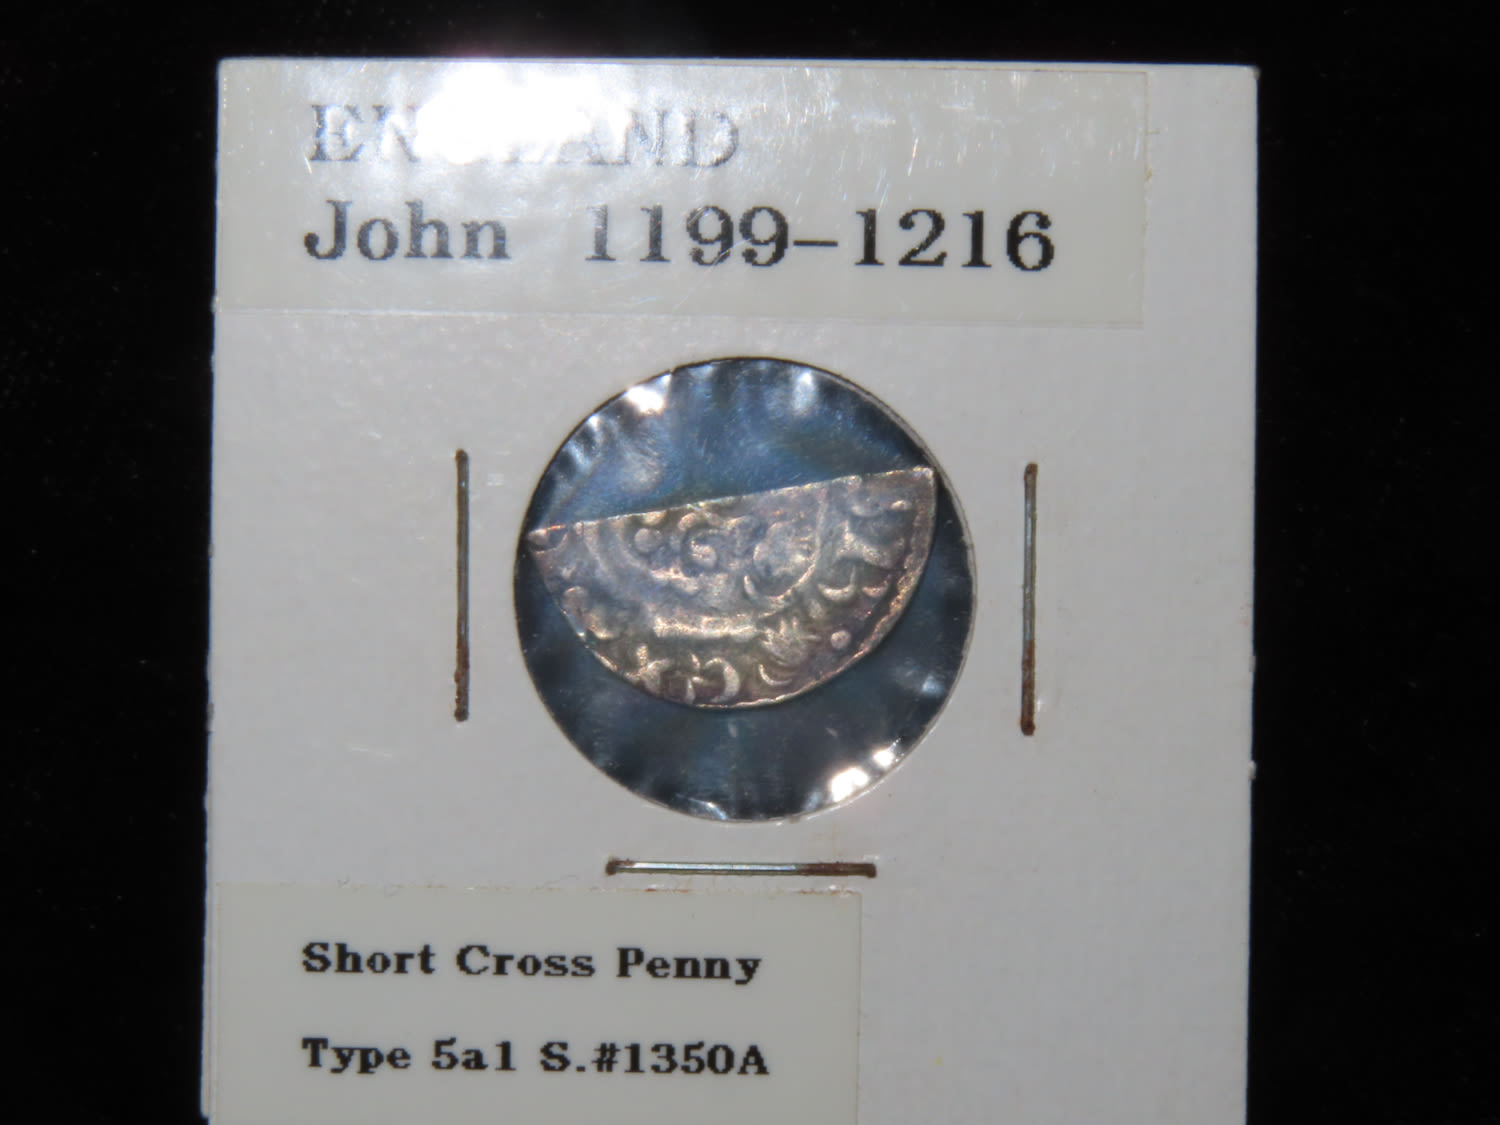 ENGLAND
John 1199-1216
Short Cross Penny
Type 5a1 S.#1350A